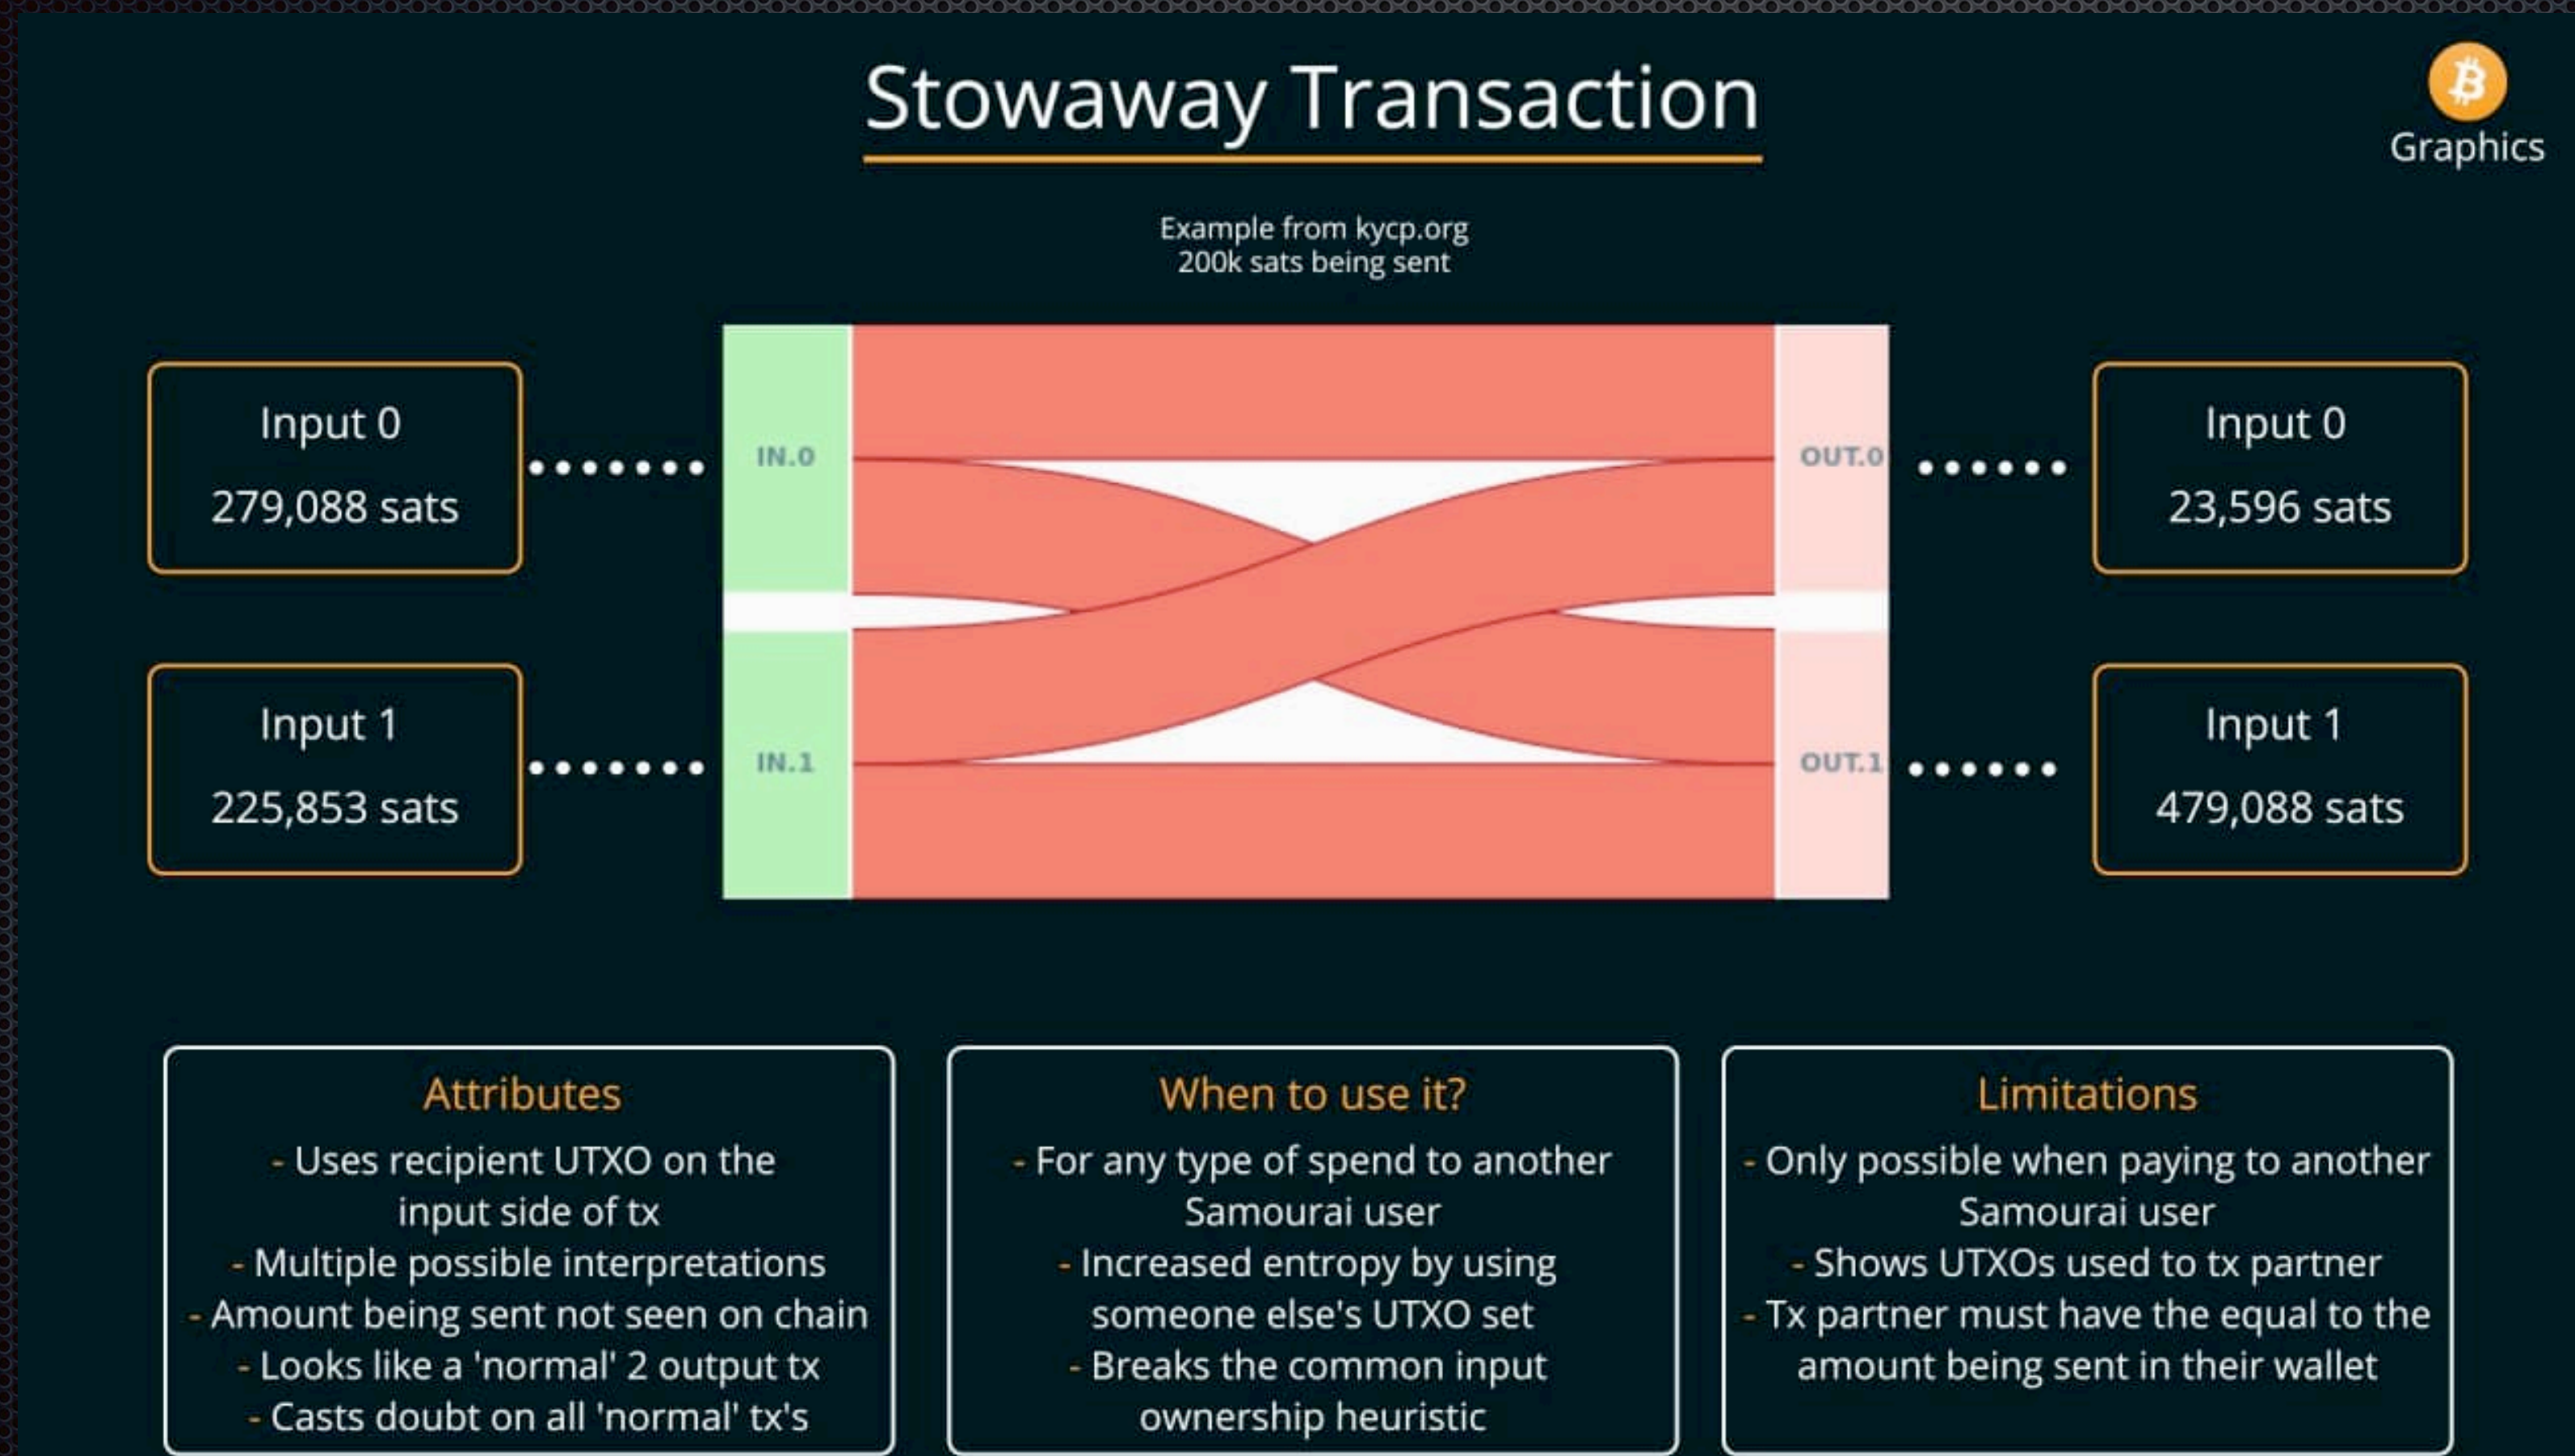 Stowaway Transaction
₿
Graphics
Example from kycp.org
200k sats being sent
Input 0
279,088 sats
IN.0
OUT.0
Input 0
23,596 sats
Input 1
225,853 sats
IN.1
OUT.1
Input 1
479,088 sats
Attributes
- Uses recipient UTXO on the
input side of tx
- Multiple possible interpretations
- Amount being sent not seen on chain
- Looks like a 'normal' 2 output tx
- Casts doubt on all 'normal' tx's
When to use it?
- For any type of spend to another
Samourai user
- Increased entropy by using
someone else's UTXO set
- Breaks the common input
ownership heuristic
Limitations
- Only possible when paying to another
Samourai user
- Shows UTXOs used to tx partner
- Tx partner must have the equal to the
amount being sent in their wallet